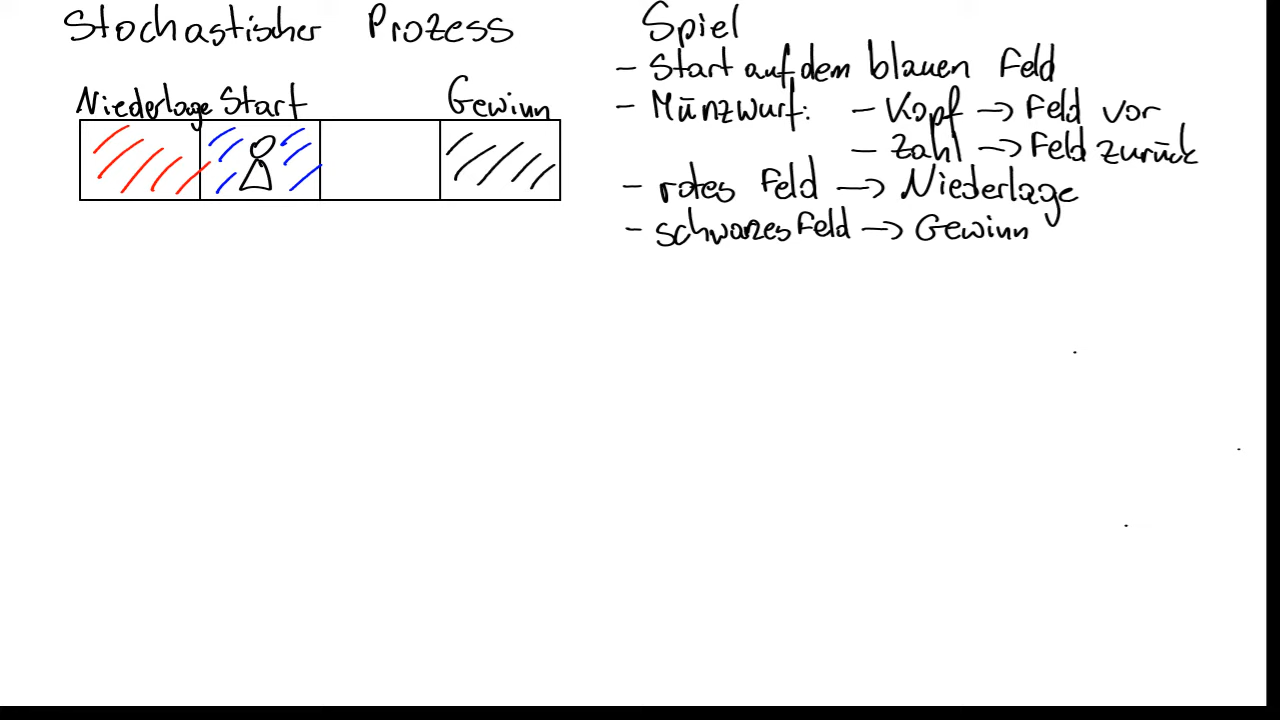 Stochastischer Prozess
Niederlage Start Gewinn
Spiel
- Start auf dem blauen Feld
- Münzwurf: - Kopf → Feld vor
- Zahl → Feld zurück
- rotes Feld → Niederlage
- schwarzes Feld → Gewinn